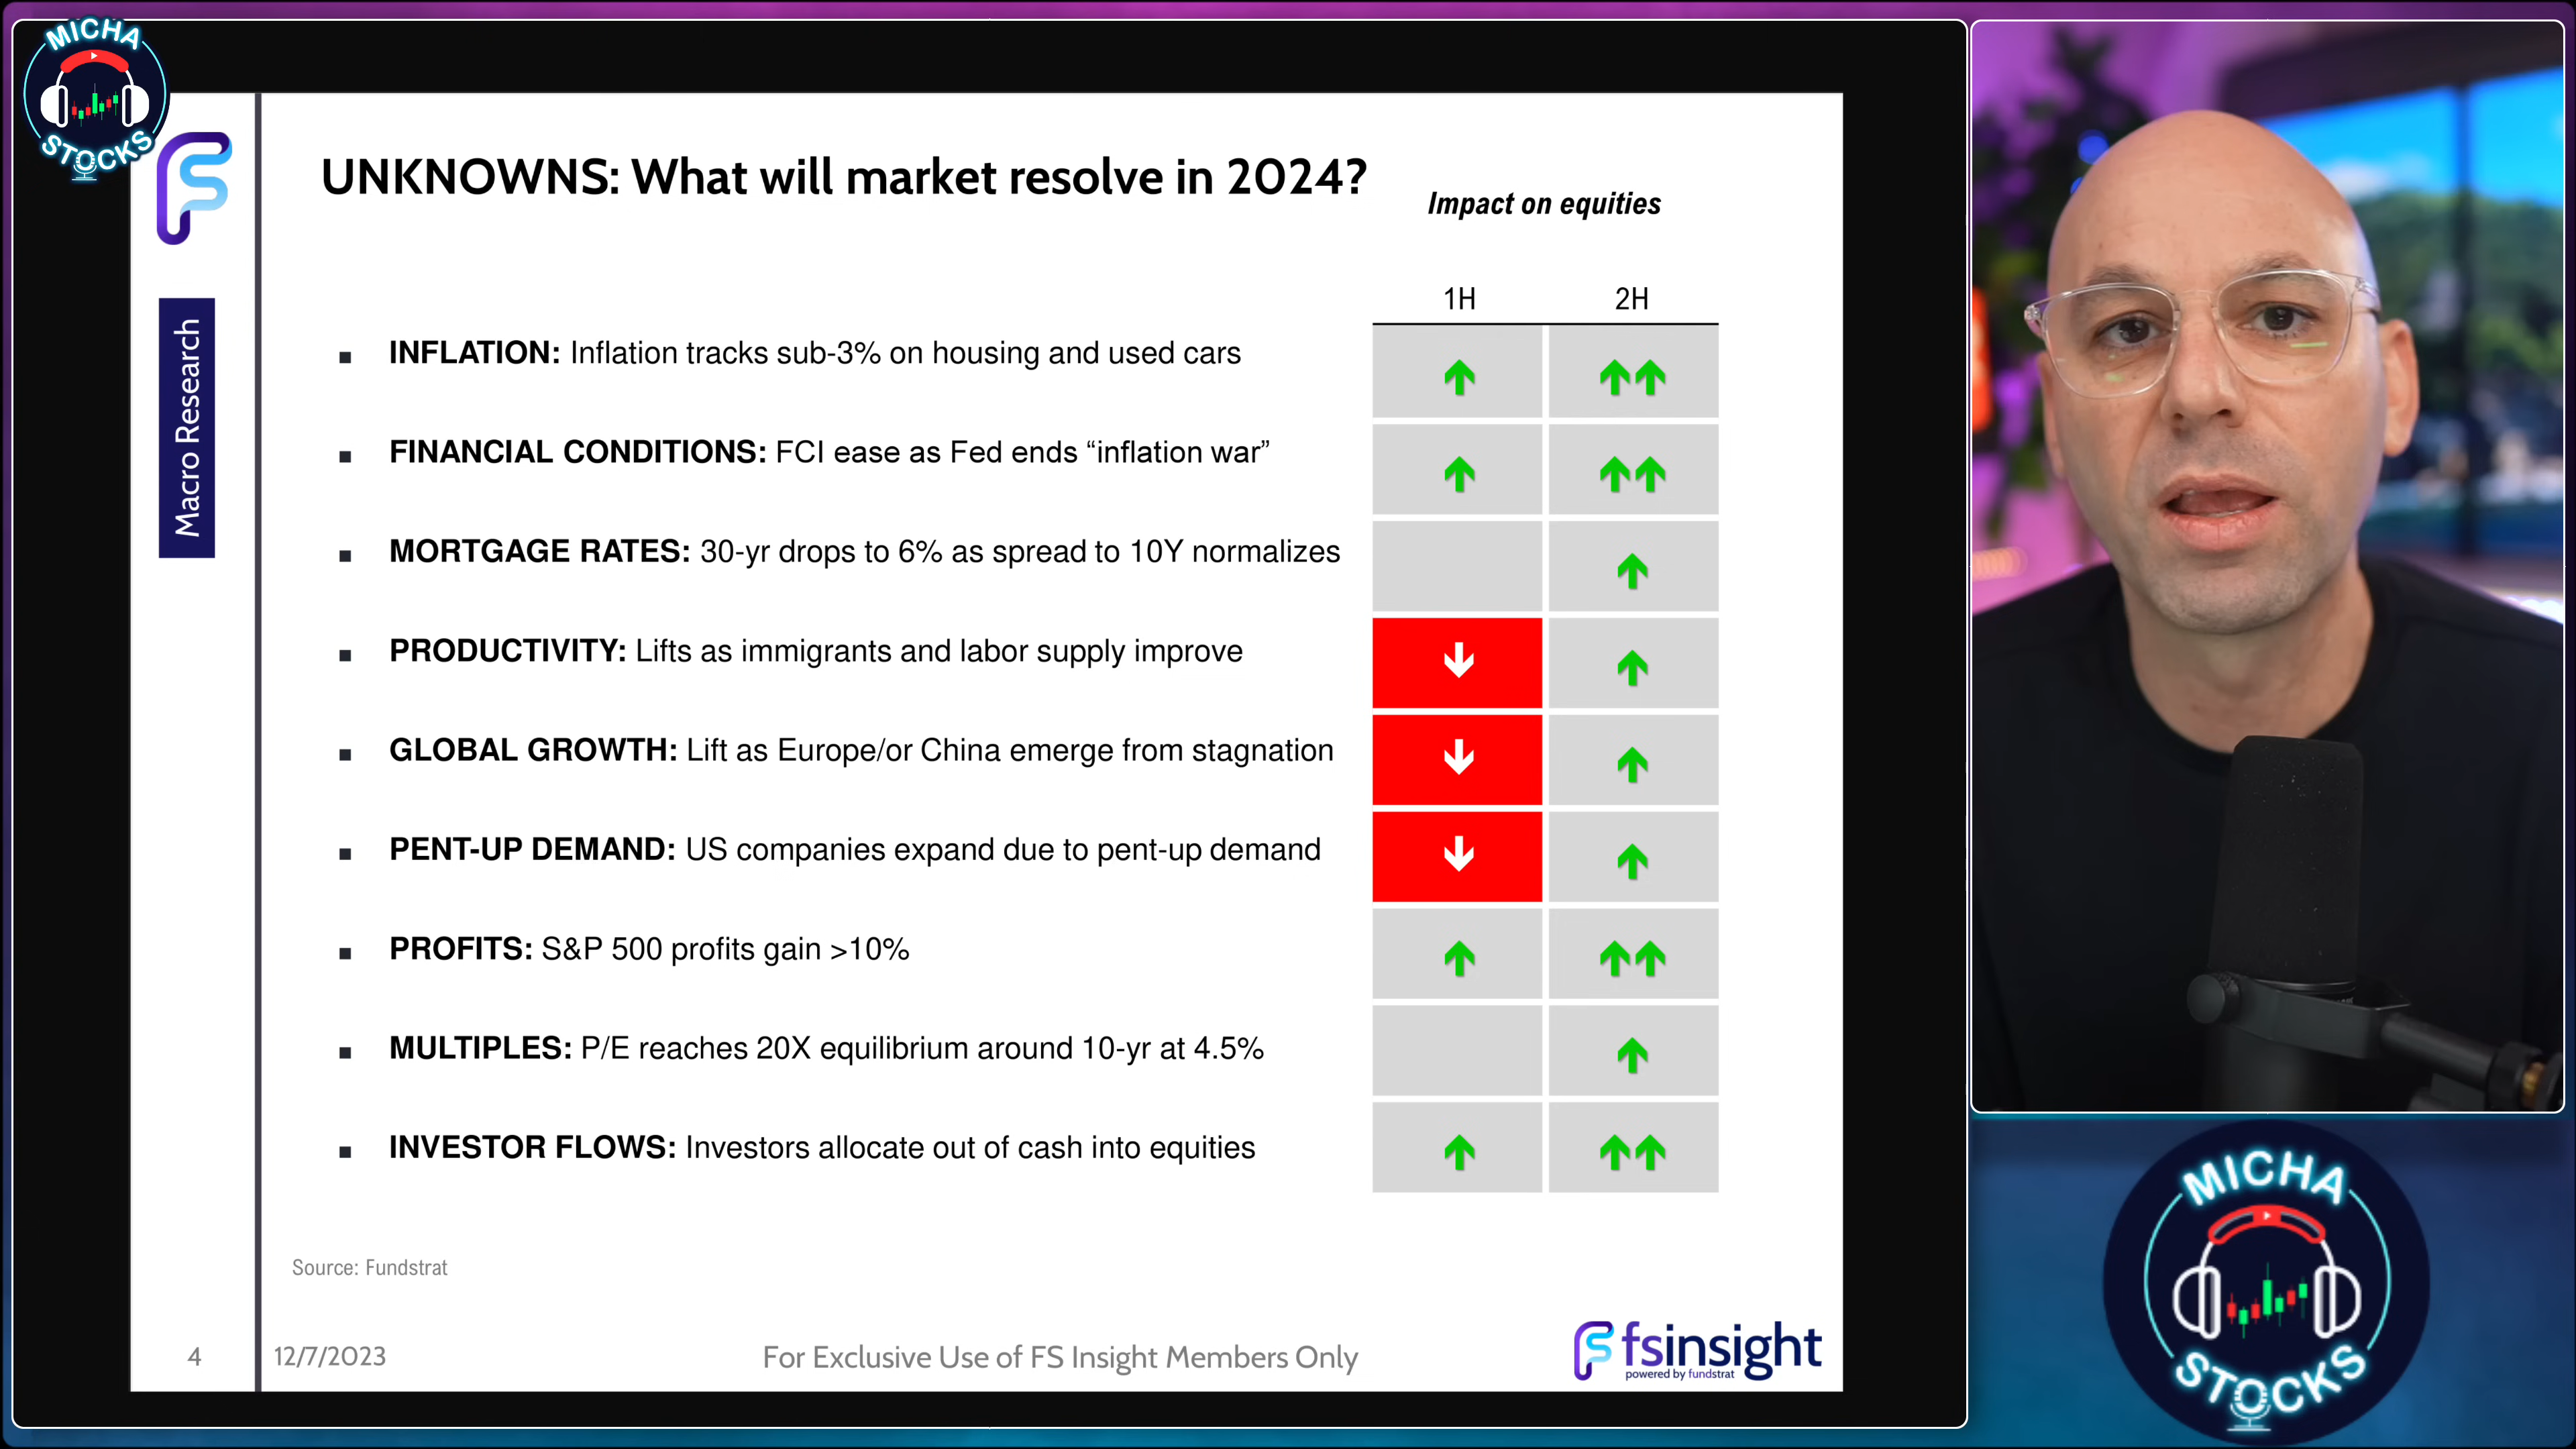 MICHA
STOCKS
FS
Macro Research
UNKNOWNS: What will market resolve in 2024?
Impact on equities
1H 2H
▪ INFLATION: Inflation tracks sub-3% on housing and used cars
▪ FINANCIAL CONDITIONS: FCI ease as Fed ends “inflation war”
▪ MORTGAGE RATES: 30-yr drops to 6% as spread to 10Y normalizes
▪ PRODUCTIVITY: Lifts as immigrants and labor supply improve
▪ GLOBAL GROWTH: Lift as Europe/or China emerge from stagnation
▪ PENT-UP DEMAND: US companies expand due to pent-up demand
▪ PROFITS: S&P 500 profits gain >10%
▪ MULTIPLES: P/E reaches 20X equilibrium around 10-yr at 4.5%
▪ INVESTOR FLOWS: Investors allocate out of cash into equities
Source: Fundstrat
4 12/7/2023 For Exclusive Use of FS Insight Members Only
FS fsinsight
powered by fundstrat
MICHA
STOCKS